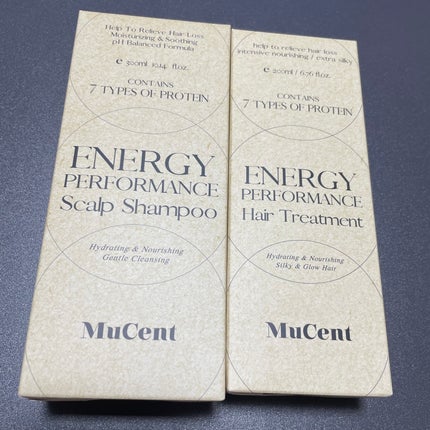 Help To Relieve Hair Loss
Moisturizing & Soothing
pH Balanced Formula
e 300ml 10.14 fl.oz.
CONTAINS
7 TYPES OF PROTEIN
ENERGY
PERFORMANCE
Scalp Shampoo
Hydrating & Nourishing
Gentle Cleansing
MuCent
help to relieve hair loss
intensive nourishing / extra silky
e 200ml / 6.76 fl.oz.
CONTAINS
7 TYPES OF PROTEIN
ENERGY
PERFORMANCE
Hair Treatment
Hydrating & Nourishing
Silky & Glow Hair
MuCent